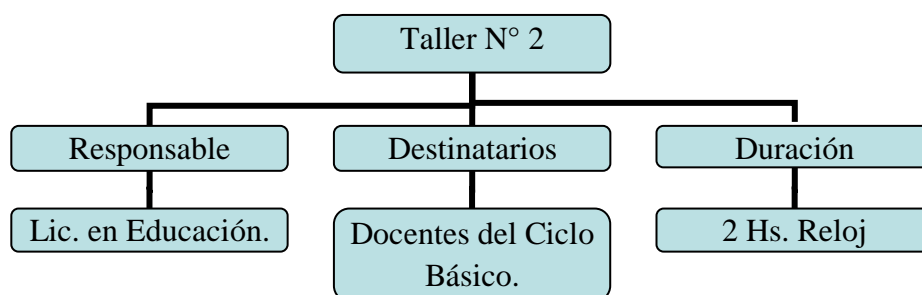 Taller N° 2
Responsable
Destinatarios
Duración
Lic. en Educación.
Docentes del Ciclo
Básico.
2 Hs. Reloj